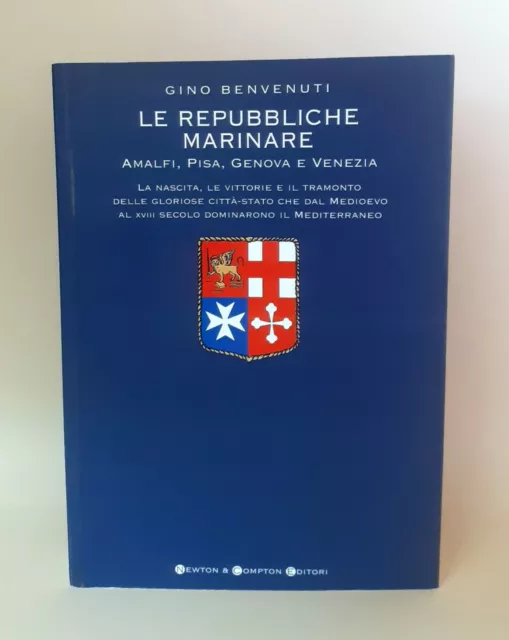 GINO BENVENUTI
LE REPUBBLICHE
MARINARE
AMALFI, PISA, GENOVA E VENEZIA
LA NASCITA, LE VITTORIE E IL TRAMONTO
DELLE GLORIOSE CITTÀ-STATO CHE DAL MEDIOEVO
AL XVIII SECOLO DOMINARONO IL MEDITERRANEO
NEWTON & COMPTON EDITORI